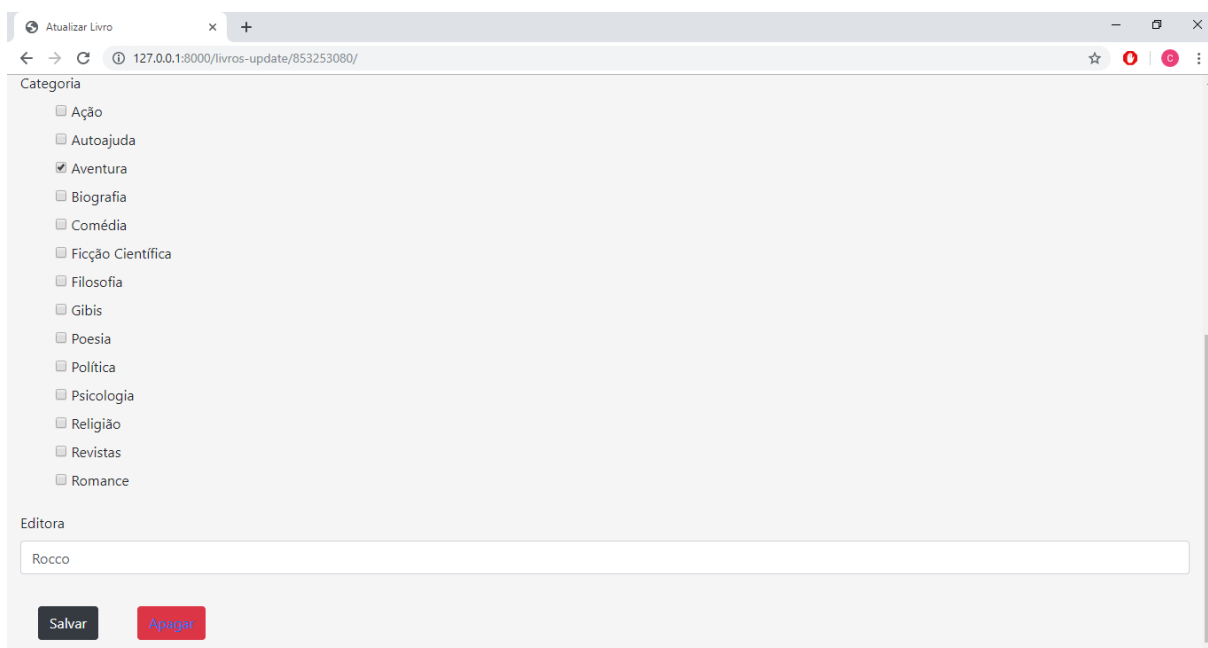 Atualizar Livro
127.0.0.1:8000/livros-update/853253080/
C
Categoria
Ação
Autoajuda
Aventura
Biografia
Comédia
Ficção Científica
Filosofia
Gibis
Poesia
Política
Psicologia
Religião
Revistas
Romance
Editora
Rocco
Salvar Apagar